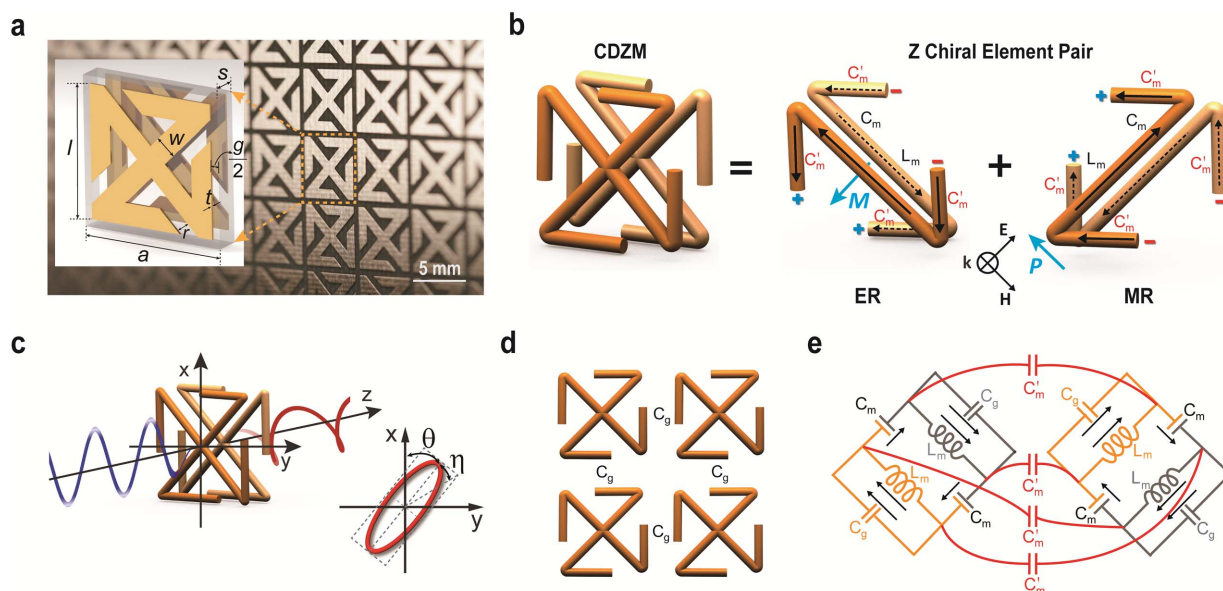 a
s
l
w
g
2
t
r
a
5 mm
b
CDZM
Z Chiral Element Pair
C'm
Cm
Lm
C'm
C'm
C'm
M
ER
=
+
C'm
Cm
Lm
C'm
C'm
C'm
E
k
H
P
MR
c
x
z
y
x
θ
η
y
d
Cg
Cg
Cg
Cg
e
C'm
Cm
Cg
Lm
Cg
Cm
Lm
Lm
C'm
Lm
Cg
Cm
C'm
Cm
Cg
C'm